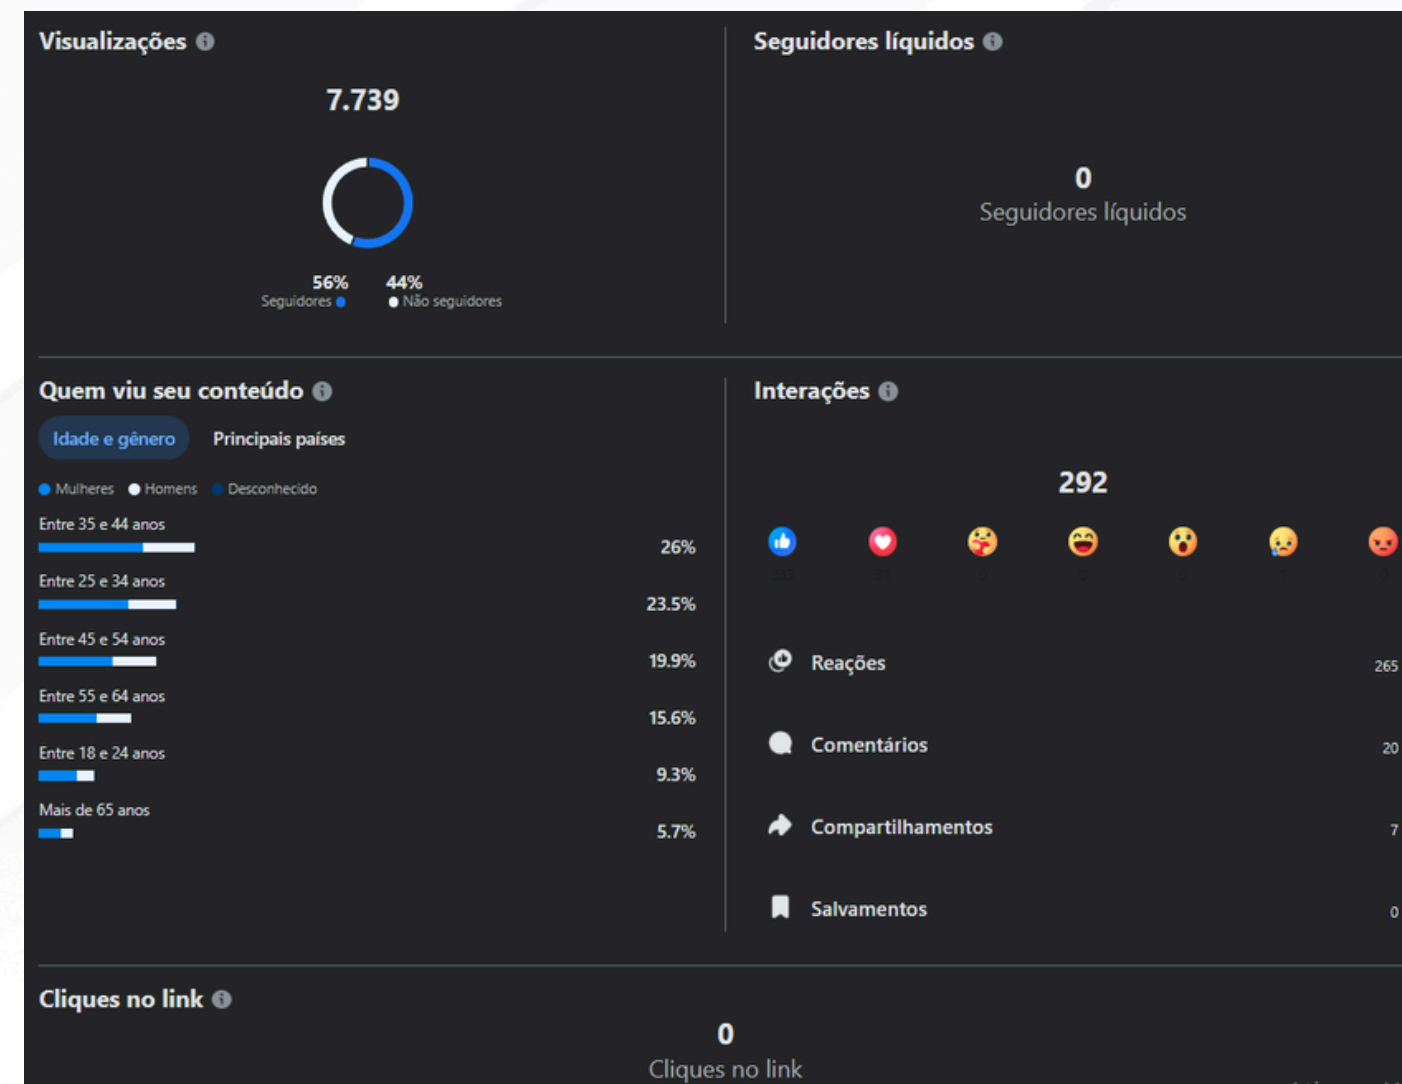 Visualizações
7.739
56% 44%
Seguidores Não seguidores
Seguidores líquidos
0
Seguidores líquidos
Quem viu seu conteúdo
Idade e gênero Principais países
Mulheres Homens Desconhecido
Entre 35 e 44 anos
26%
Entre 25 e 34 anos
23.5%
Entre 45 e 54 anos
19.9%
Entre 55 e 64 anos
15.6%
Entre 18 e 24 anos
9.3%
Mais de 65 anos
5.7%
Interações
292
0 0 0 0
Reações 265
Comentários 20
Compartilhamentos 7
Salvamentos 0
Cliques no link
0
Cliques no link